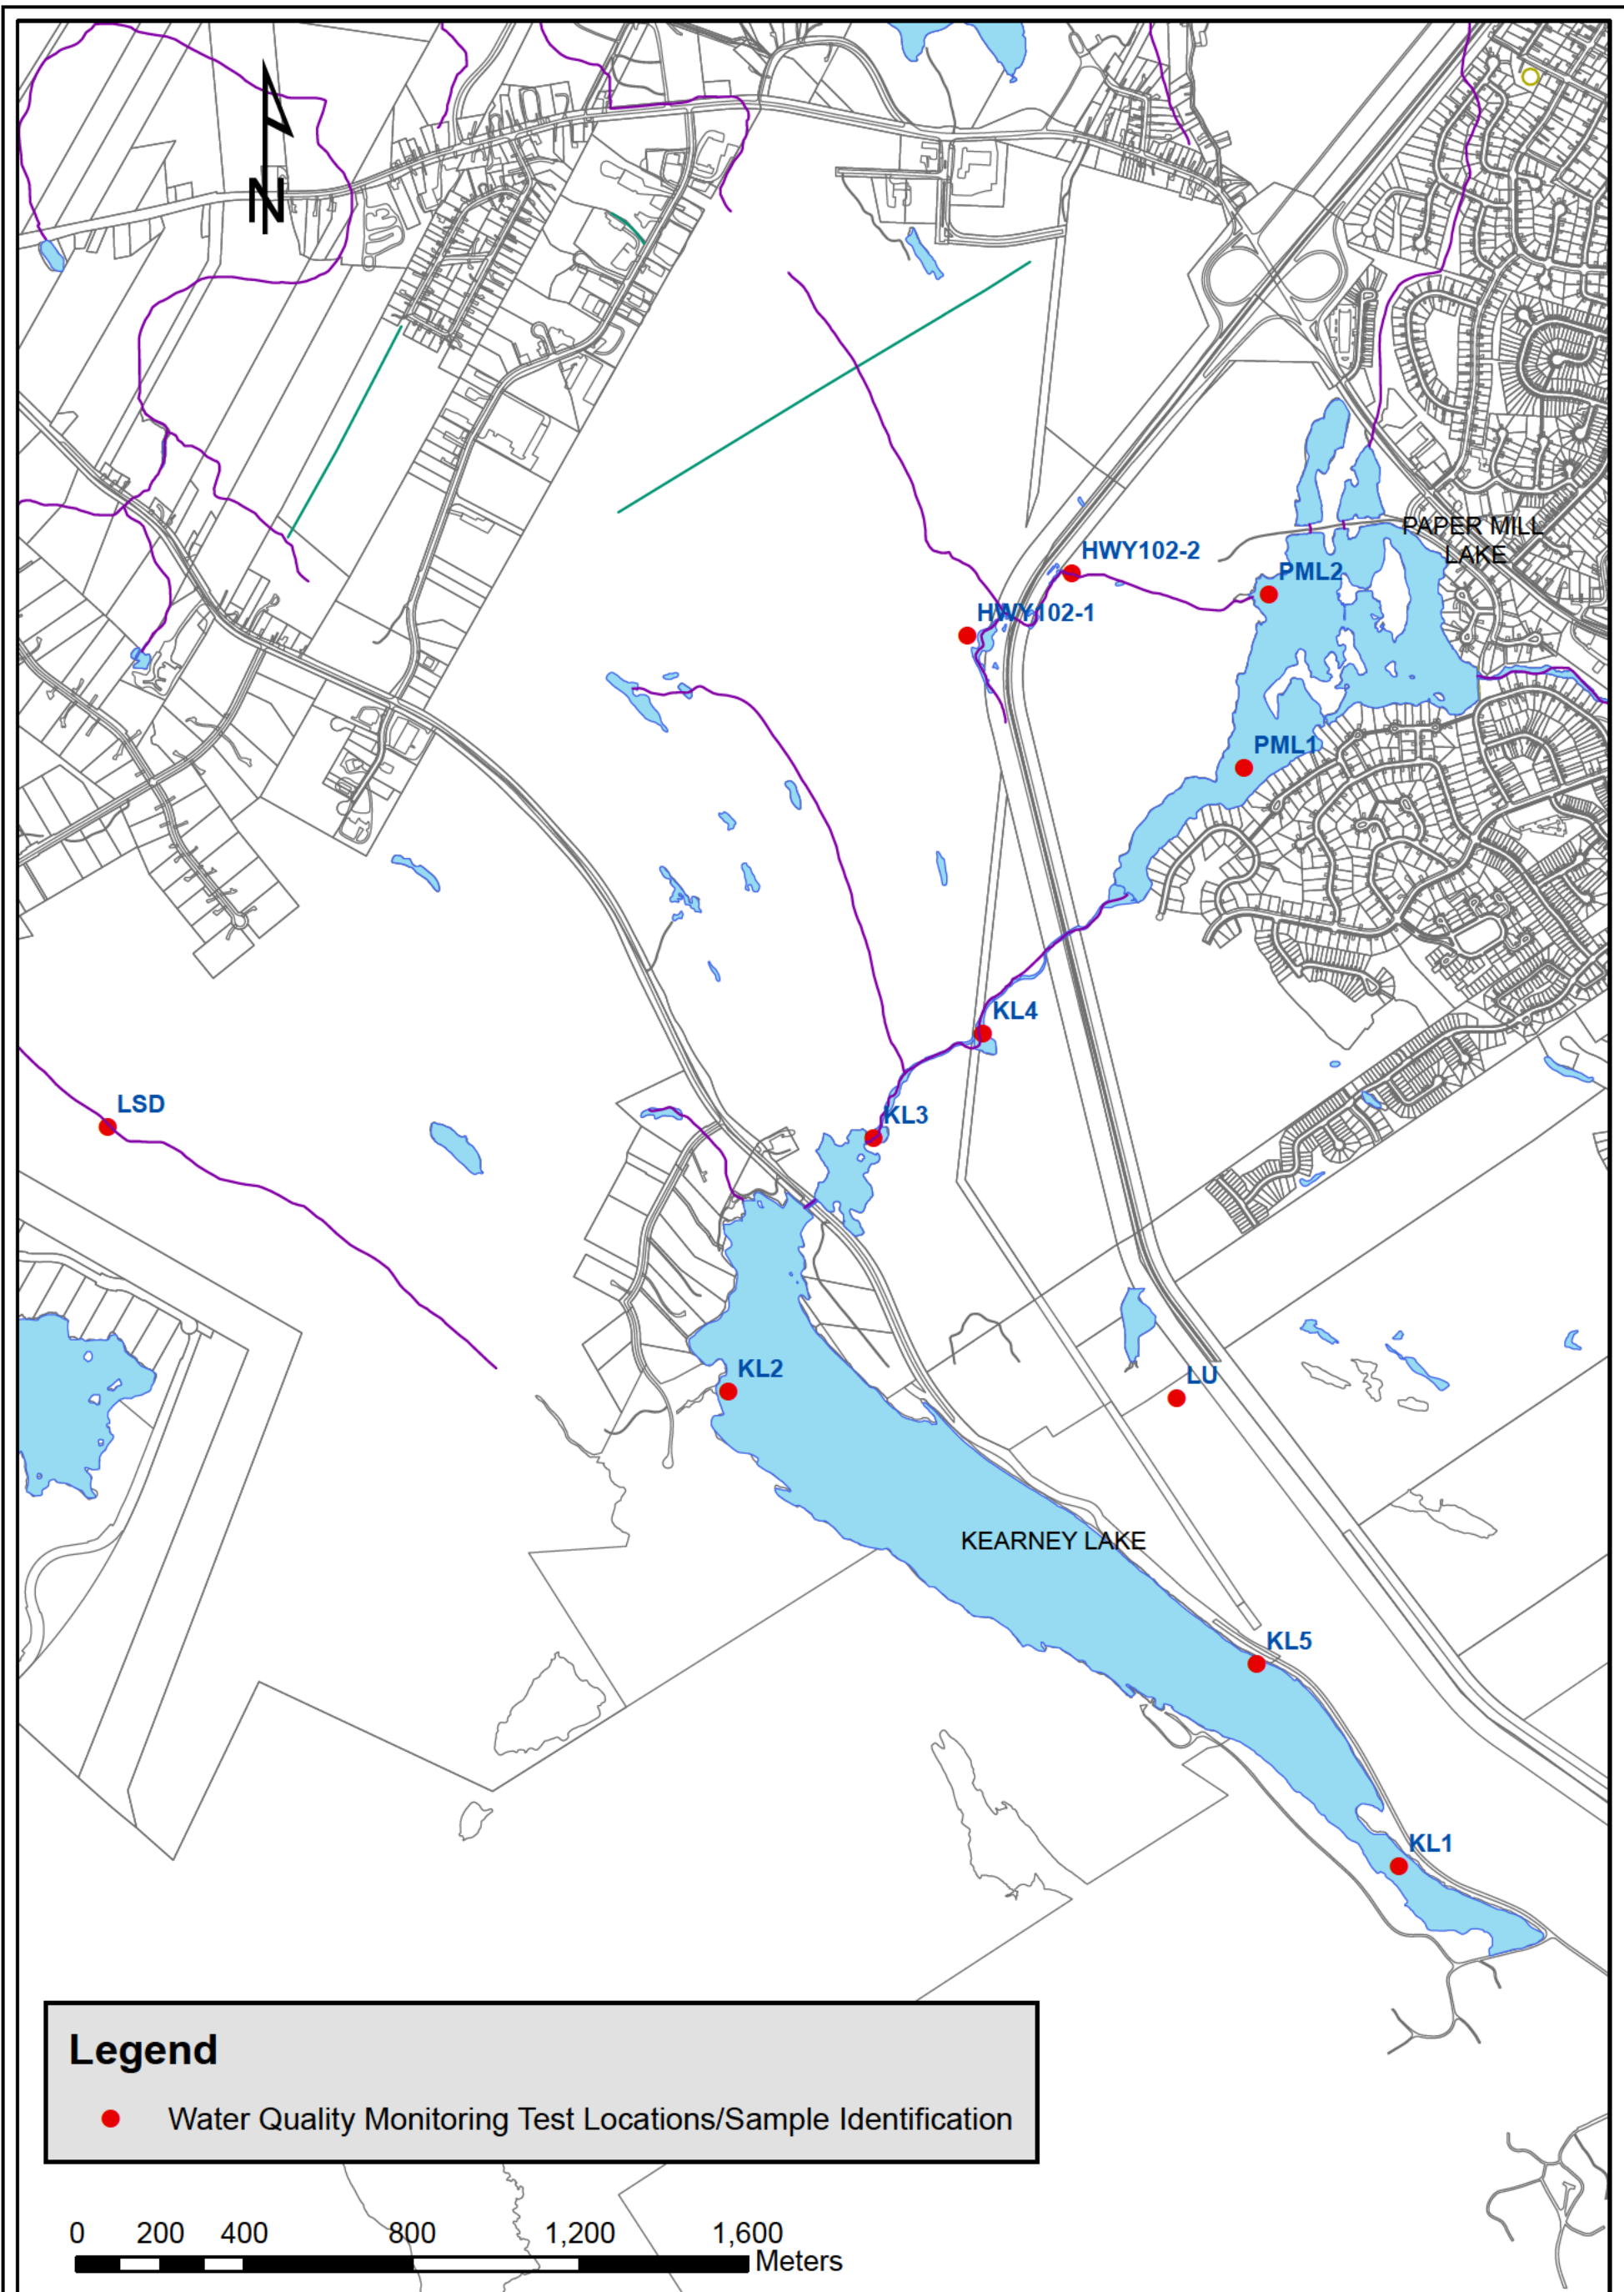 N
PAPER MILL
LAKE
HWY102-2
PML2
HWY102-1
PML1
KL4
LSD
KL3
KL2
LU
KEARNEY LAKE
KL5
KL1
Legend
Water Quality Monitoring Test Locations/Sample Identification
0 200 400 800 1,200 1,600
Meters